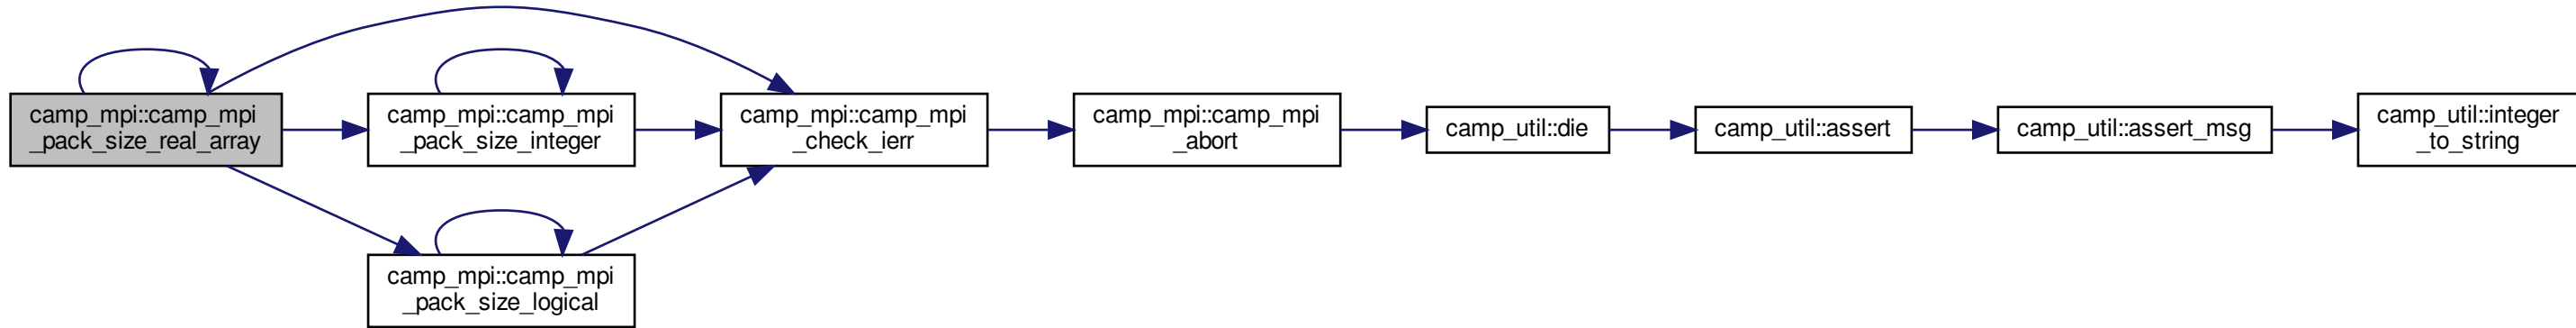 camp_mpi::camp_mpi
_pack_size_real_array
camp_mpi::camp_mpi
_pack_size_integer
camp_mpi::camp_mpi
_check_ierr
camp_mpi::camp_mpi
_abort
camp_util::die
camp_util::assert
camp_util::assert_msg
camp_util::integer
_to_string
camp_mpi::camp_mpi
_pack_size_logical